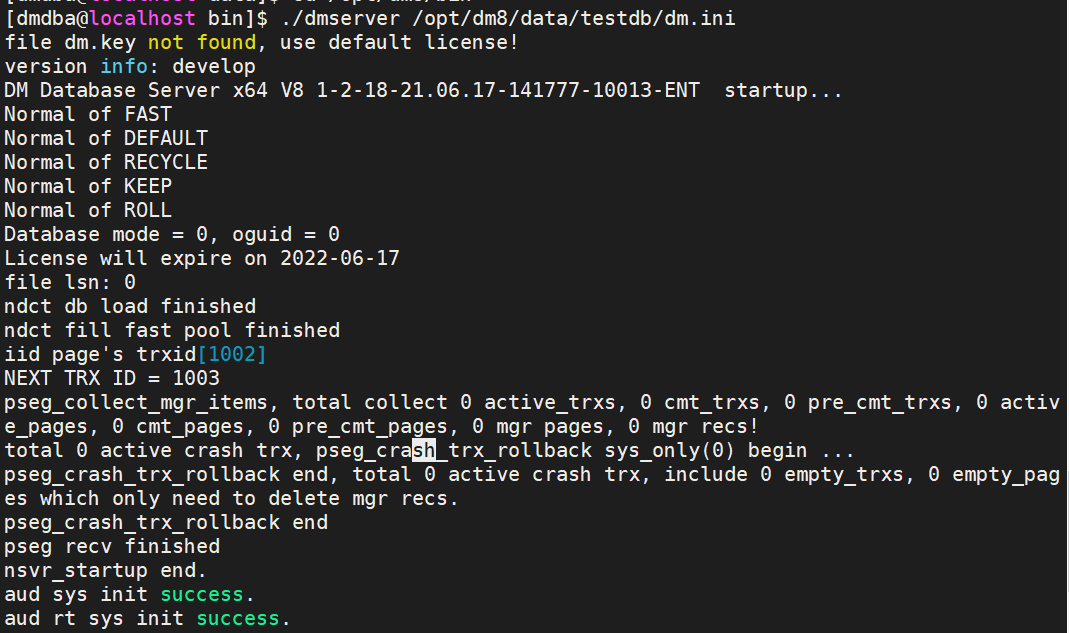 [dmdba@localhost bin]$ ./dmserver /opt/dm8/data/testdb/dm.ini
file dm.key not found, use default license!
version info: develop
DM Database Server x64 V8 1-2-18-21.06.17-141777-10013-ENT  startup...
Normal of FAST
Normal of DEFAULT
Normal of RECYCLE
Normal of KEEP
Normal of ROLL
Database mode = 0, oguid = 0
License will expire on 2022-06-17
file lsn: 0
ndct db load finished
ndct fill fast pool finished
iid page's trxid[1002]
NEXT TRX ID = 1003
pseg_collect_mgr_items, total collect 0 active_trxs, 0 cmt_trxs, 0 pre_cmt_trxs, 0 activ
e_pages, 0 cmt_pages, 0 pre_cmt_pages, 0 mgr pages, 0 mgr recs!
total 0 active crash trx, pseg_crash_trx_rollback sys_only(0) begin ...
pseg_crash_trx_rollback end, total 0 active crash trx, include 0 empty_trxs, 0 empty_pag
es which only need to delete mgr recs.
pseg_crash_trx_rollback end
pseg recv finished
nsvr_startup end.
aud sys init success.
aud rt sys init success.